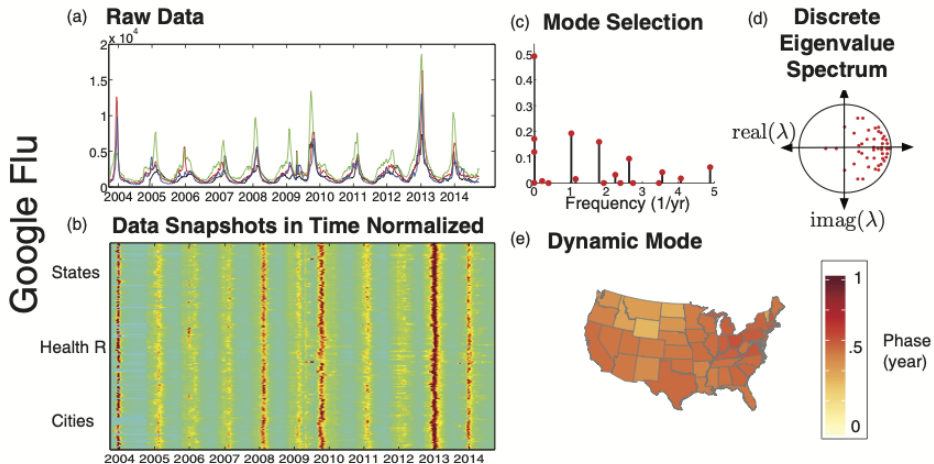 Google Flu
(a)
Raw Data
2 x 10^4
1.5
1
0.5
0
2004 2005 2006 2007 2008 2009 2010 2011 2012 2013 2014
(b)
Data Snapshots in Time Normalized
States
Health R
Cities
2004 2005 2006 2007 2008 2009 2010 2011 2012 2013 2014
(c)
Mode Selection
0.5
0.4
0.3
0.2
0.1
0
0 1 2 3 4 5
Frequency (1/yr)
(d)
Discrete
Eigenvalue
Spectrum
real(λ)
imag(λ)
(e)
Dynamic Mode
1
.5
0
Phase
(year)